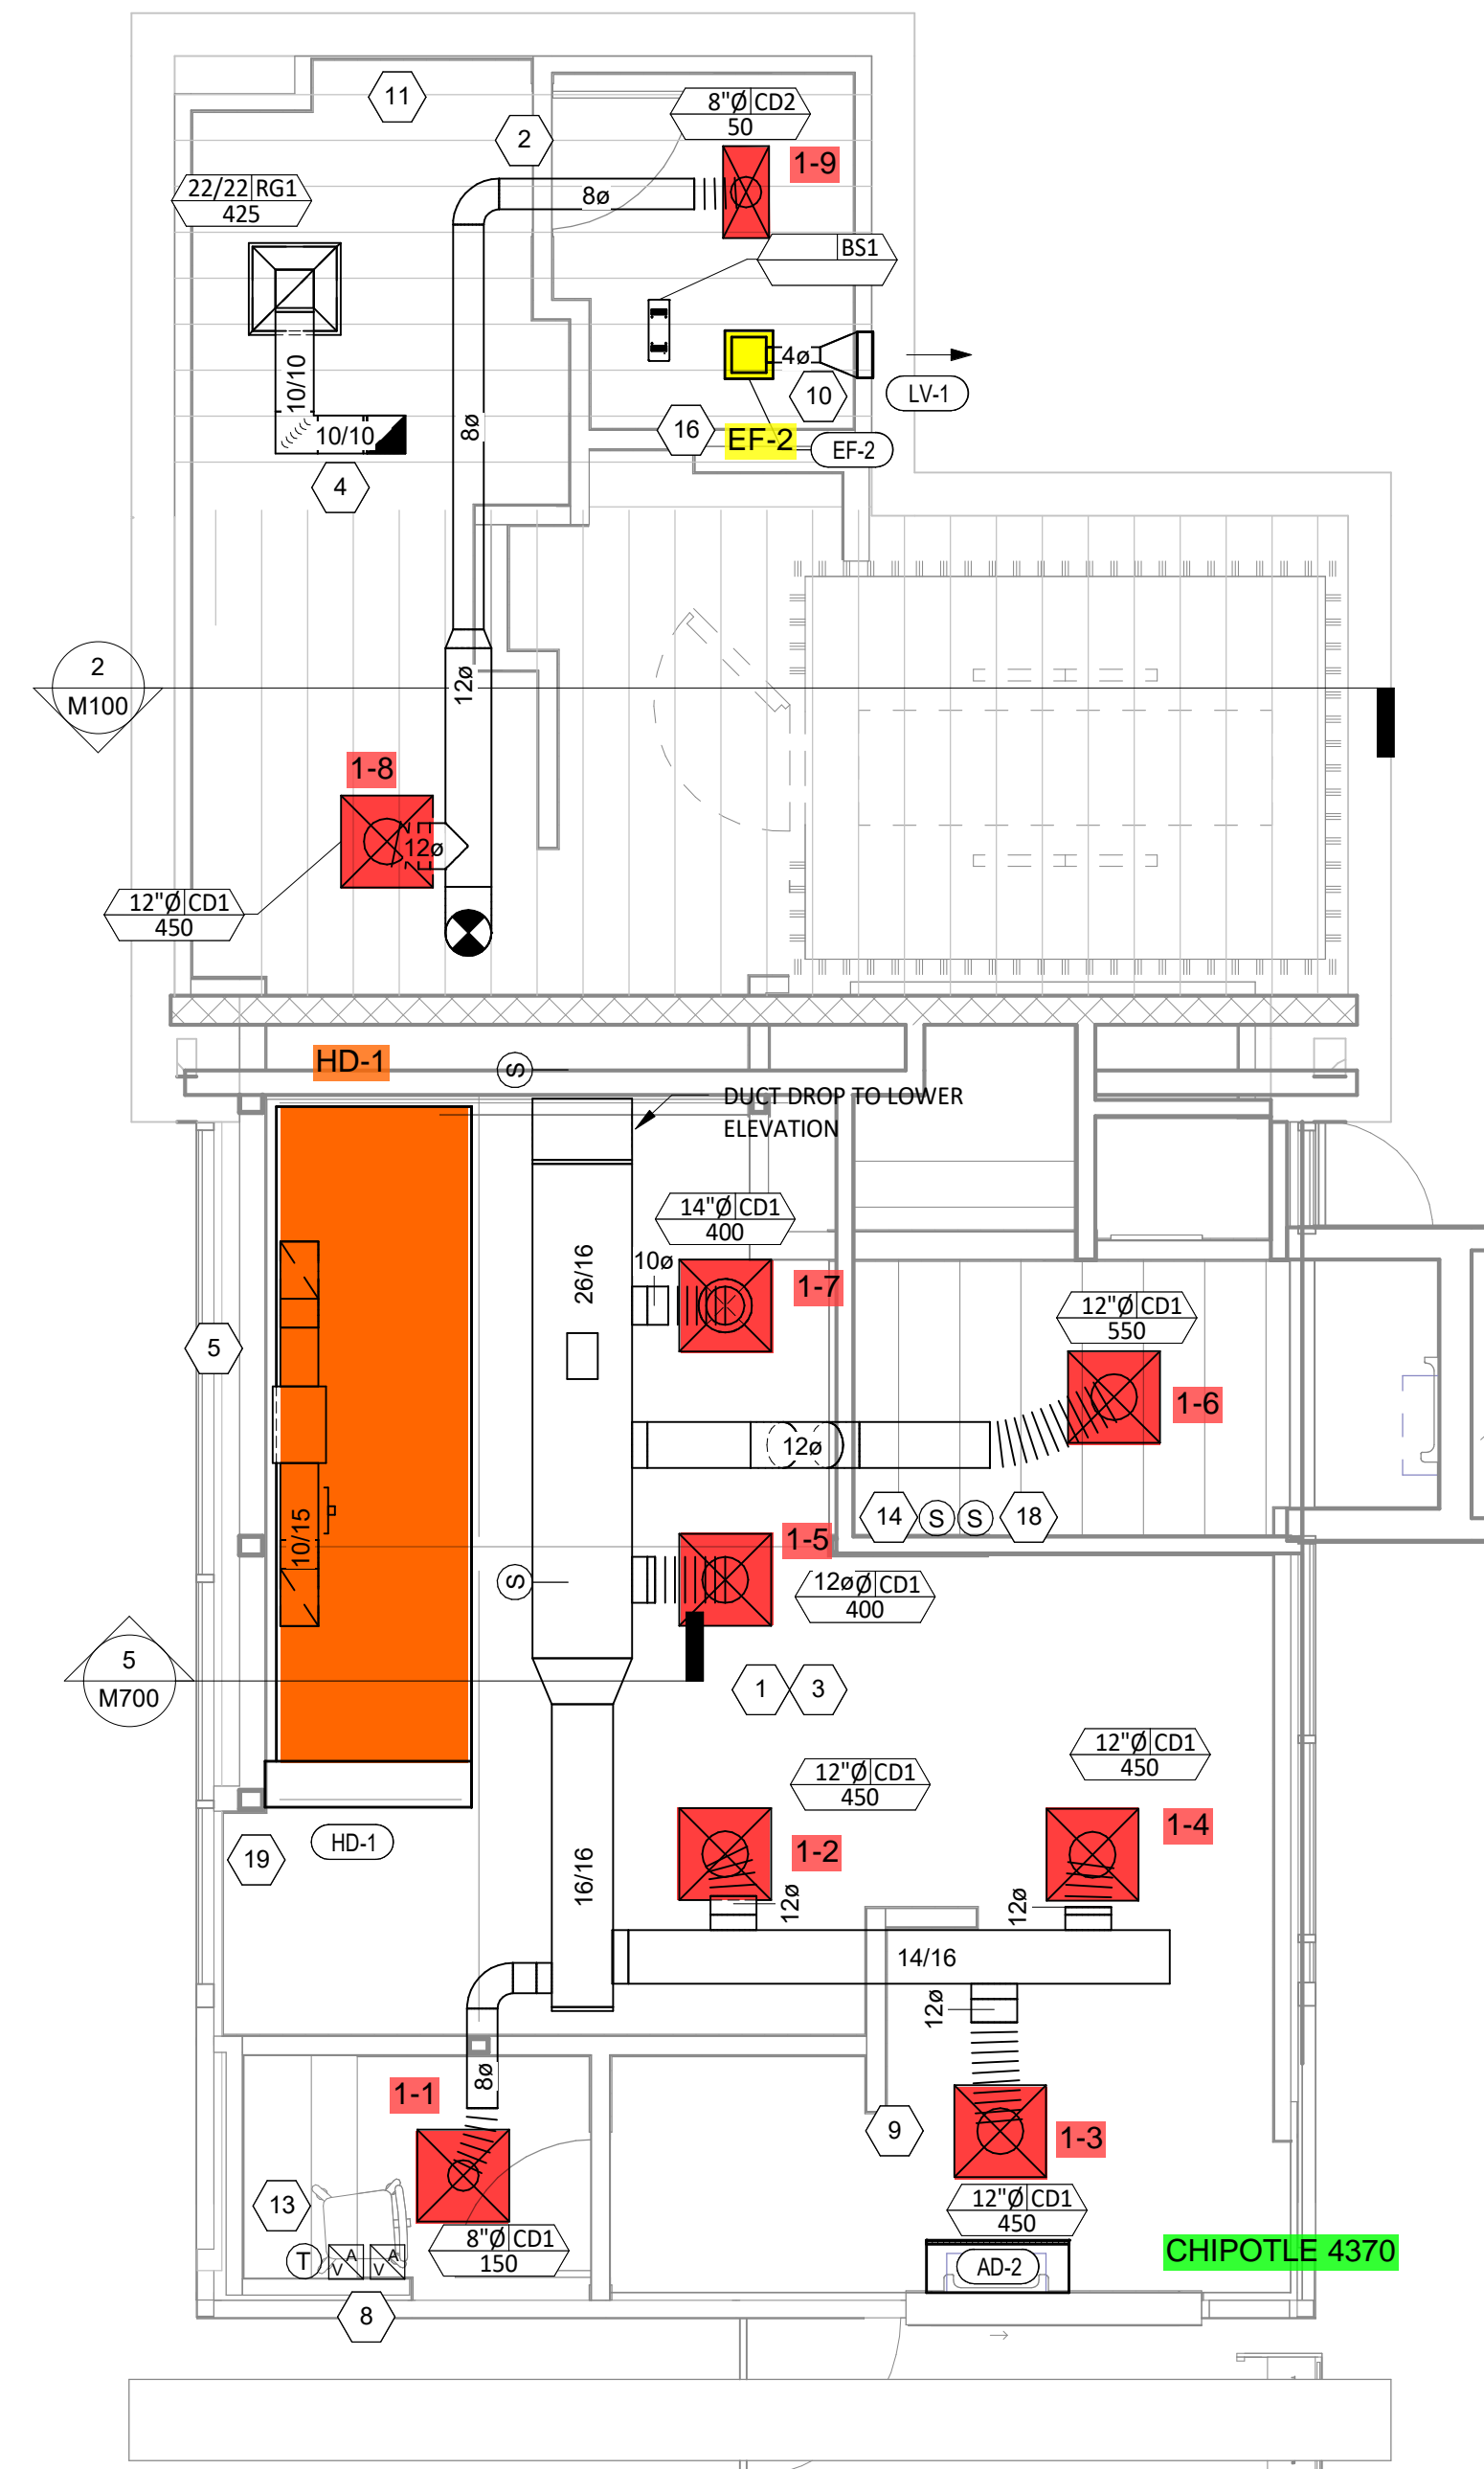 11
2
8"Ø CD2
50
1-9
22/22 RG1
425
8ø
BS1
10/10
10/10
8ø
4ø
10
LV-1
16
EF-2
EF-2
4
2
M100
12ø
1-8
12ø
12"Ø CD1
450
HD-1
S
DUCT DROP TO LOWER
ELEVATION
14"Ø CD1
400
26/16
10ø
1-7
12"Ø CD1
550
5
1-6
12ø
14
S
S
18
10/15
1-5
S
12øØ CD1
400
5
M700
1
3
12"Ø CD1
450
12"Ø CD1
450
HD-1
19
1-2
1-4
16/16
12ø
12ø
14/16
12ø
8ø
1-1
9
1-3
13
12"Ø CD1
450
8"Ø CD1
150
T
A
V
A
V
AD-2
CHIPOTLE 4370
8